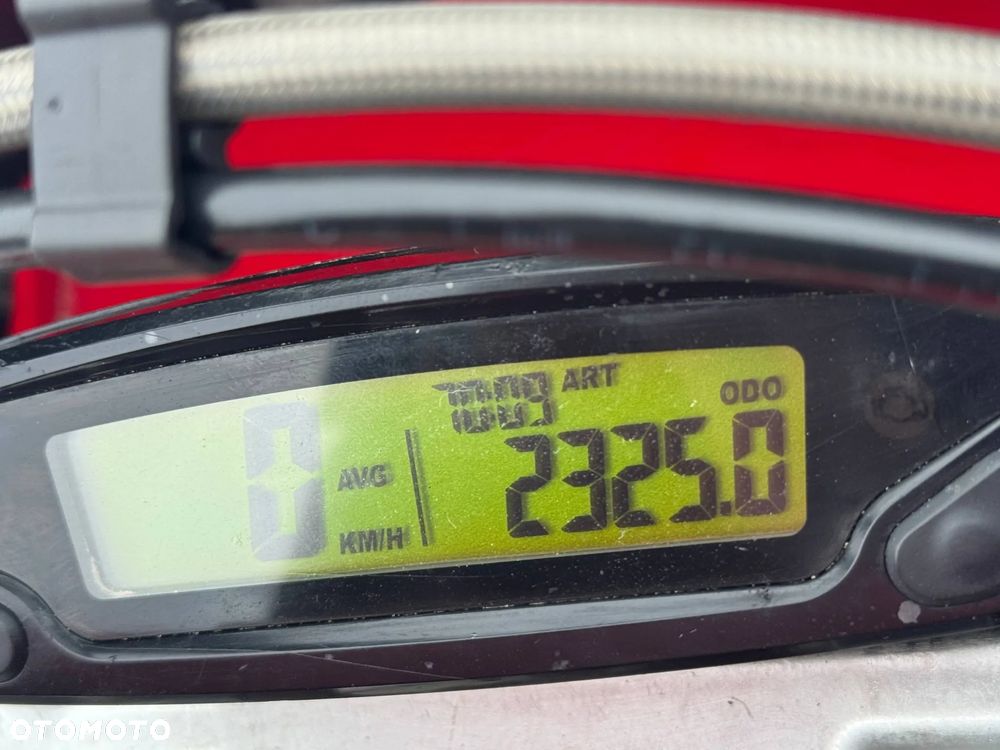 ART
ODO
0 AVG
2325.0
KM/H
OTOMOTO